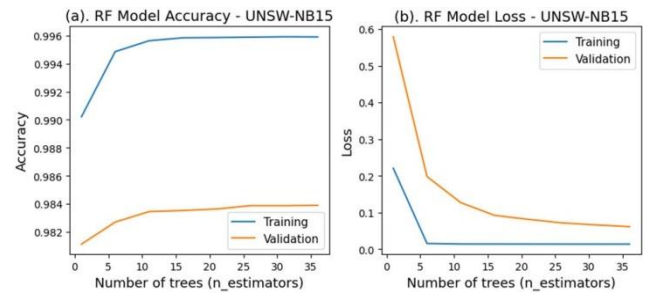 (a). RF Model Accuracy - UNSW-NB15
Accuracy
0.996
0.994
0.992
0.990
0.988
0.986
0.984
0.982
0 5 10 15 20 25 30 35
Number of trees (n_estimators)
Training
Validation
(b). RF Model Loss - UNSW-NB15
Loss
0.6
0.5
0.4
0.3
0.2
0.1
0.0
0 5 10 15 20 25 30 35
Number of trees (n_estimators)
Training
Validation